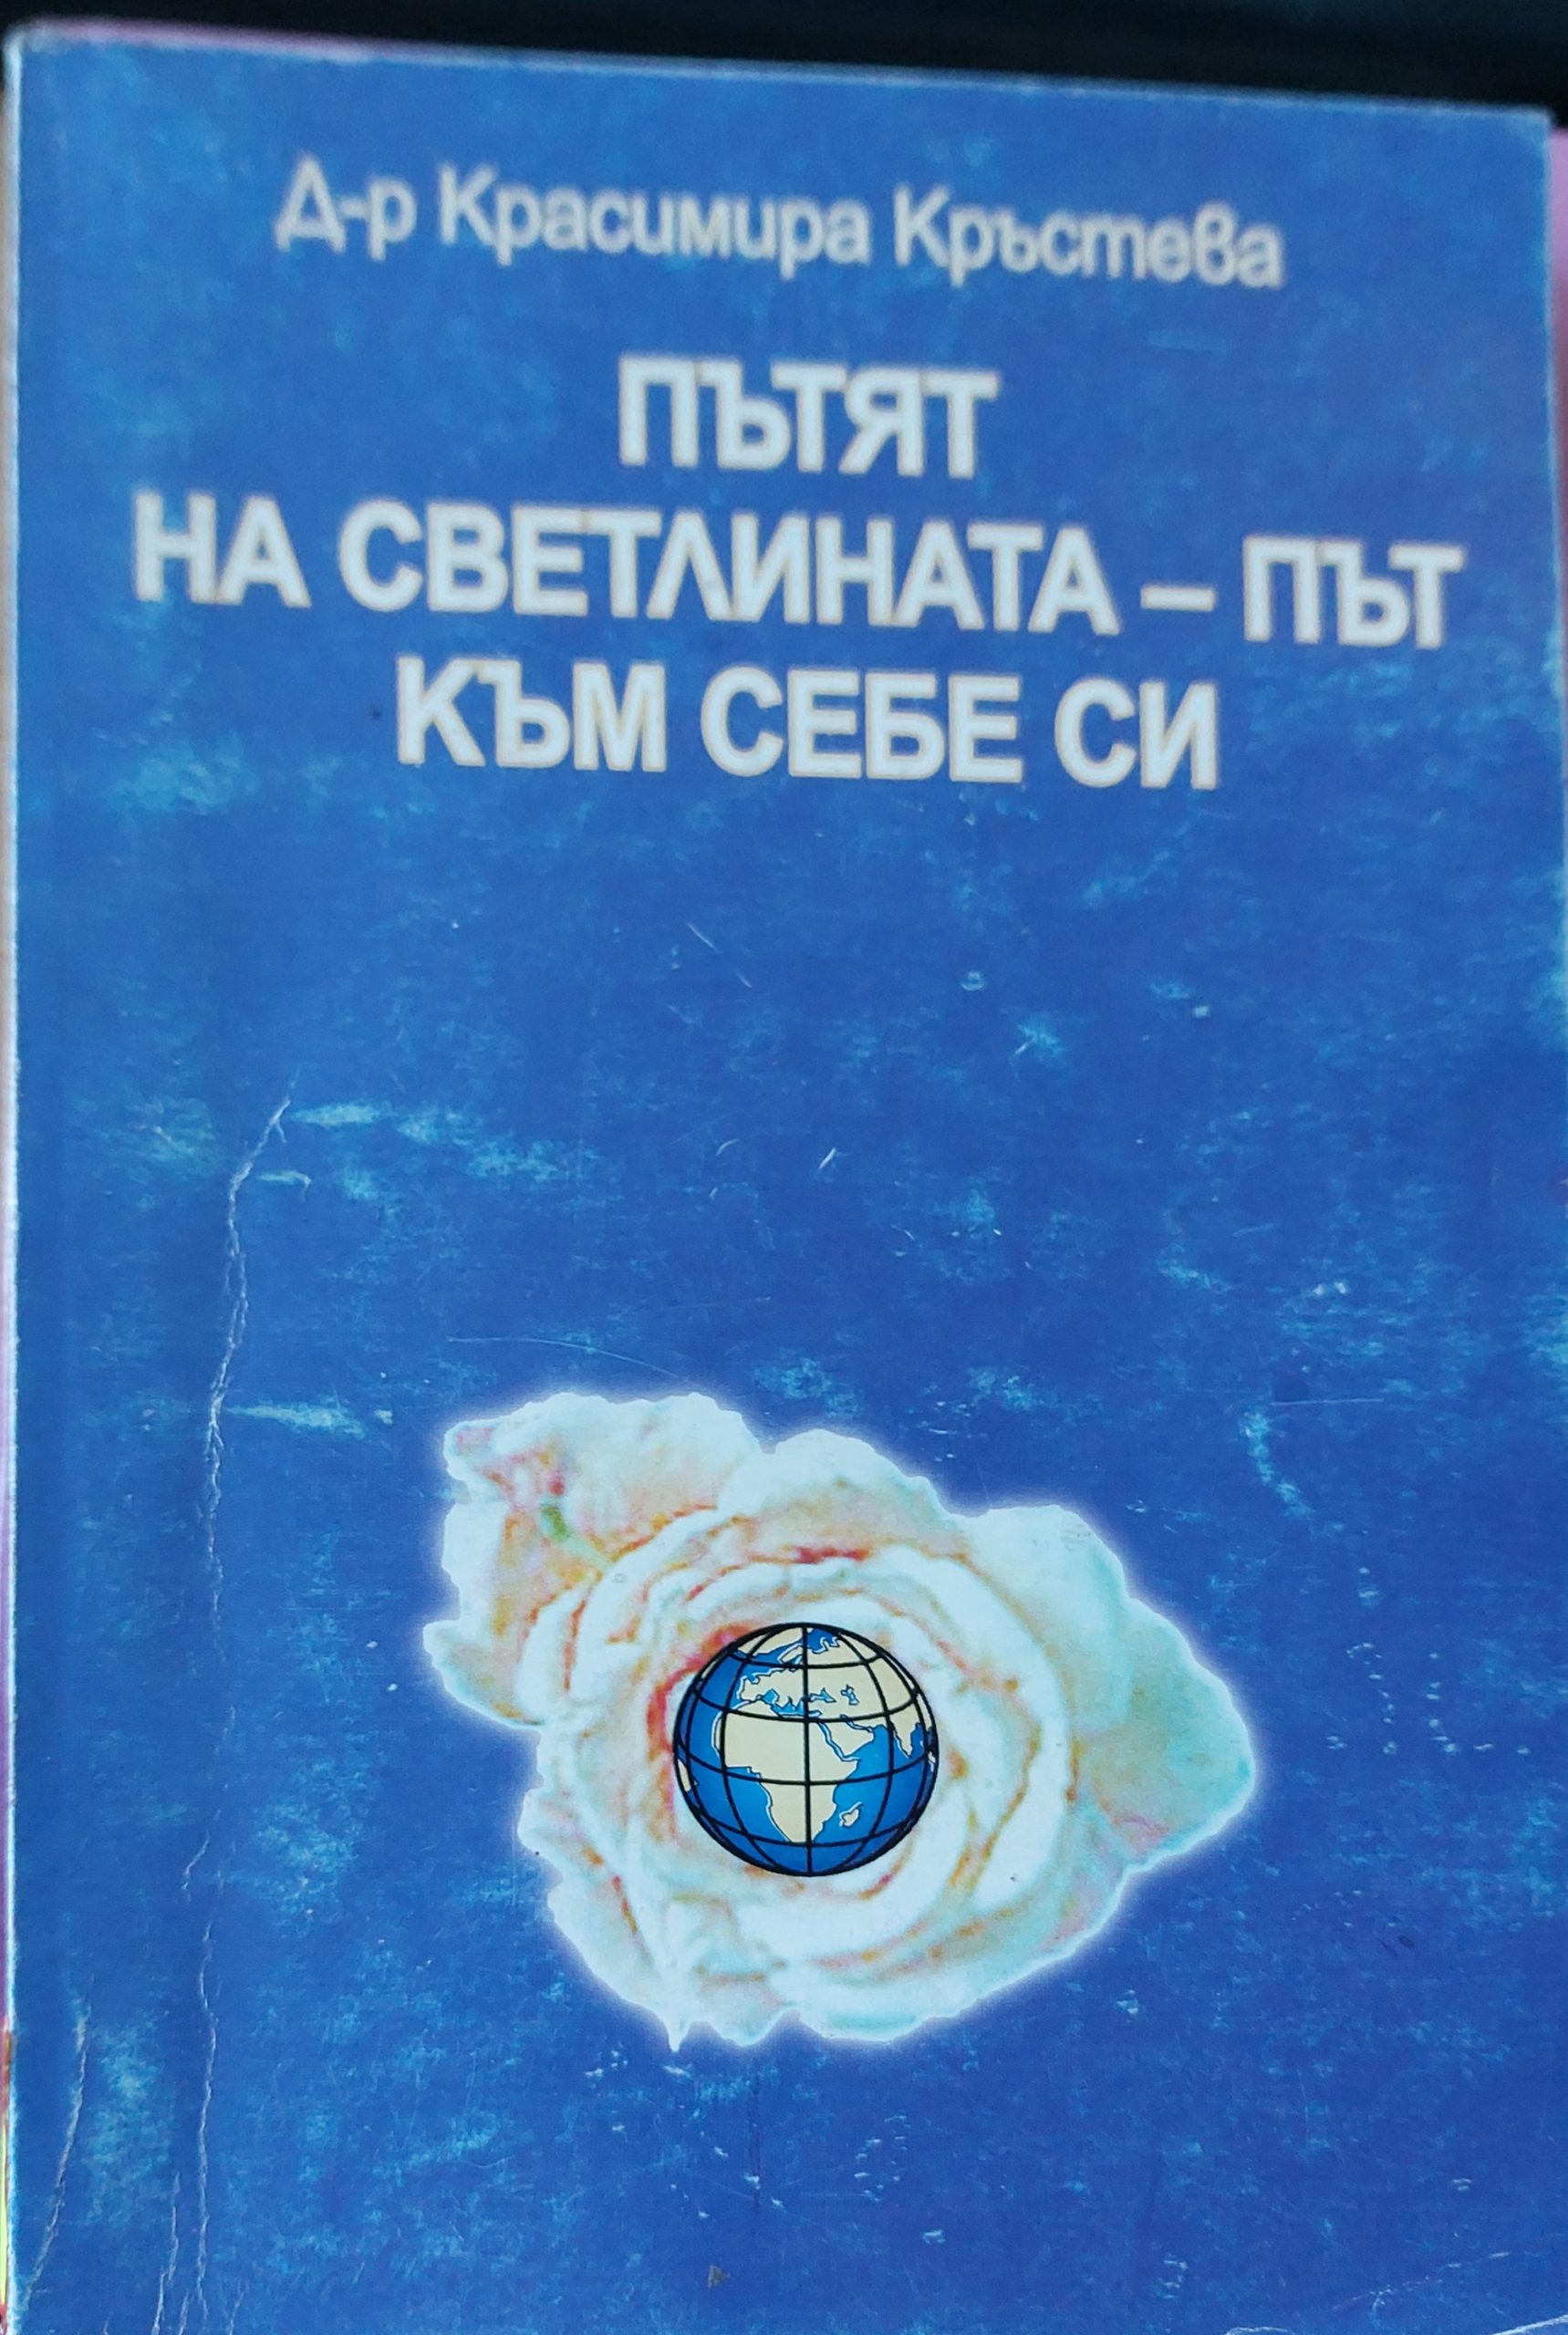 Д-р Красимира Кръстева
ПЪТЯТ
НА СВЕТЛИНАТА – ПЪТ
КЪМ СЕБЕ СИ